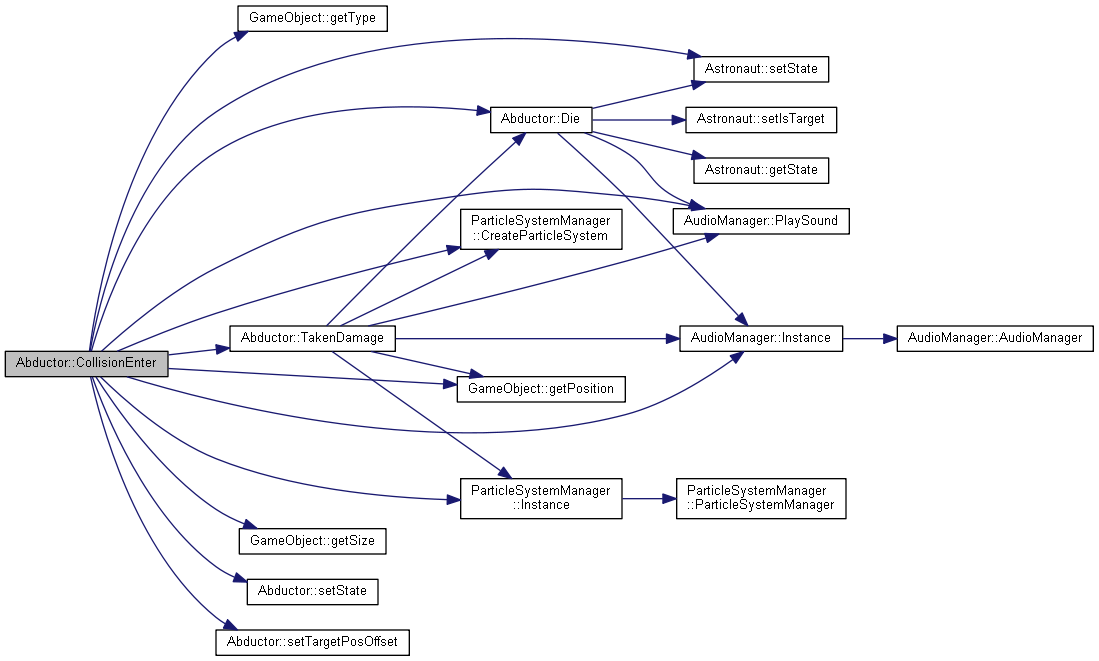 GameObject::getType
Astronaut::setState
Abductor::Die
Astronaut::setIsTarget
Astronaut::getState
AudioManager::PlaySound
ParticleSystemManager
::CreateParticleSystem
Abductor::TakenDamage
AudioManager::Instance
AudioManager::AudioManager
Abductor::CollisionEnter
GameObject::getPosition
ParticleSystemManager
::Instance
ParticleSystemManager
::ParticleSystemManager
GameObject::getSize
Abductor::setState
Abductor::setTargetPosOffset